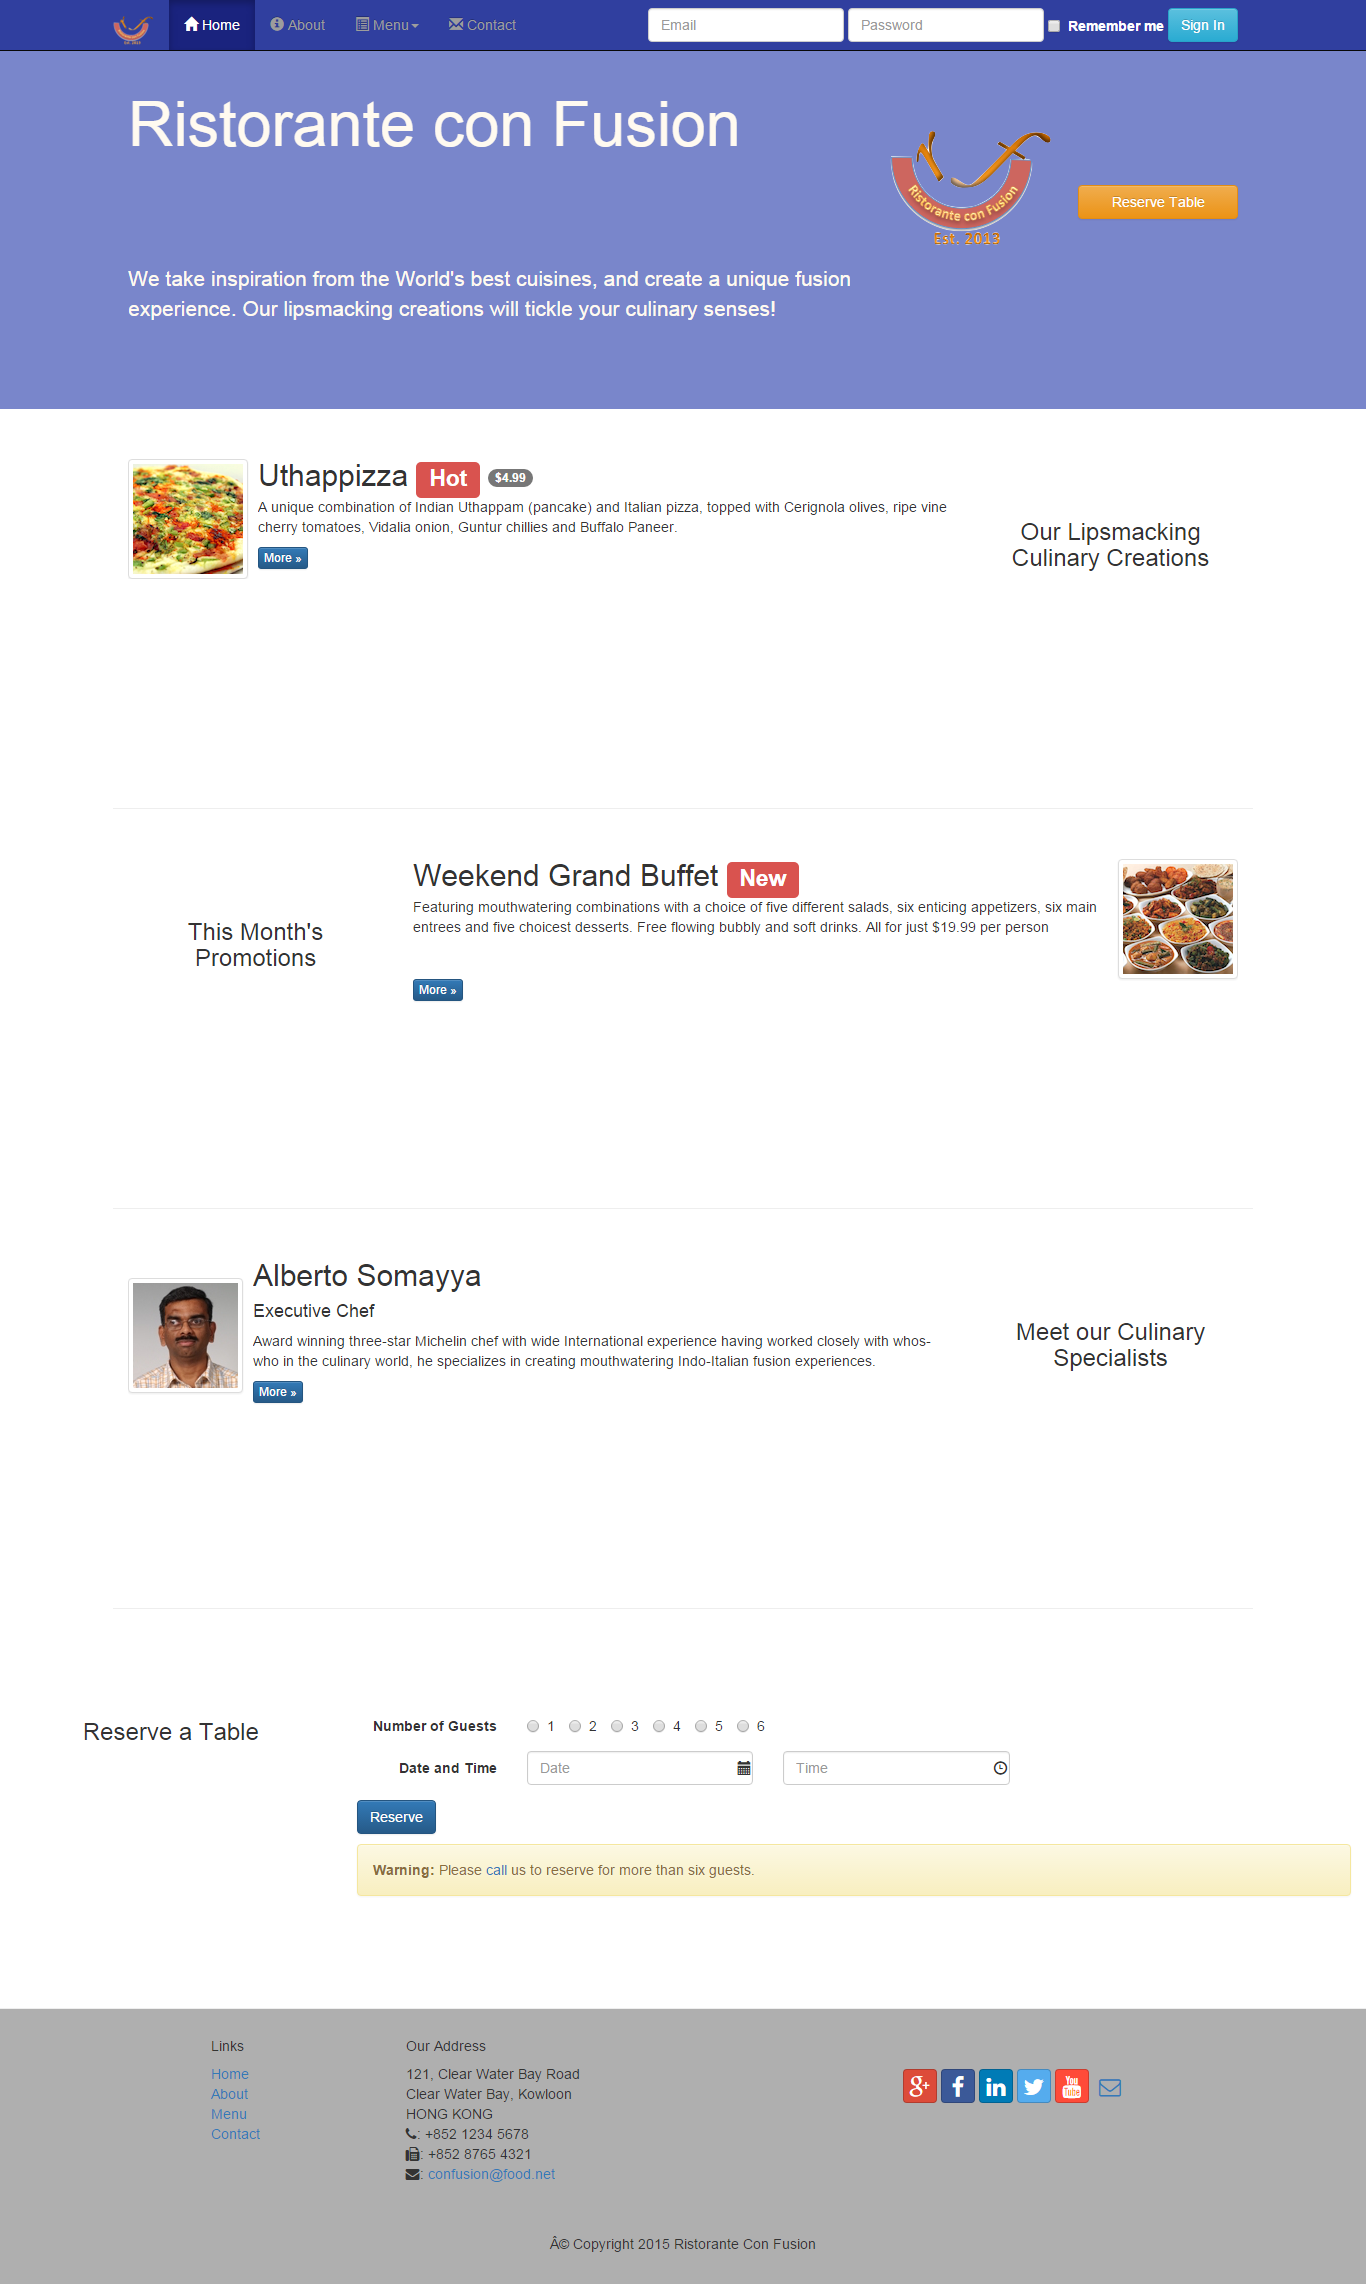 Home About Menu Contact Email Password Remember me Sign In
Ristorante con Fusion
Ristorante con Fusion
Est. 2013
Reserve Table
We take inspiration from the World's best cuisines, and create a unique fusion
experience. Our lipsmacking creations will tickle your culinary senses!
Uthappizza Hot $4.99
A unique combination of Indian Uthappam (pancake) and Italian pizza, topped with Cerignola olives, ripe vine
cherry tomatoes, Vidalia onion, Guntur chillies and Buffalo Paneer.
More »
Our Lipsmacking
Culinary Creations
This Month's
Promotions
Weekend Grand Buffet New
Featuring mouthwatering combinations with a choice of five different salads, six enticing appetizers, six main
entrees and five choicest desserts. Free flowing bubbly and soft drinks. All for just $19.99 per person
More »
Alberto Somayya
Executive Chef
Award winning three-star Michelin chef with wide International experience having worked closely with whos-
who in the culinary world, he specializes in creating mouthwatering Indo-Italian fusion experiences.
More »
Meet our Culinary
Specialists
Reserve a Table
Number of Guests 1 2 3 4 5 6
Date and Time Date Time
Reserve
Warning: Please call us to reserve for more than six guests.
Links
Home
About
Menu
Contact
Our Address
121, Clear Water Bay Road
Clear Water Bay, Kowloon
HONG KONG
: +852 1234 5678
: +852 8765 4321
: confusion@food.net
g+ f in You Tube
Â© Copyright 2015 Ristorante Con Fusion